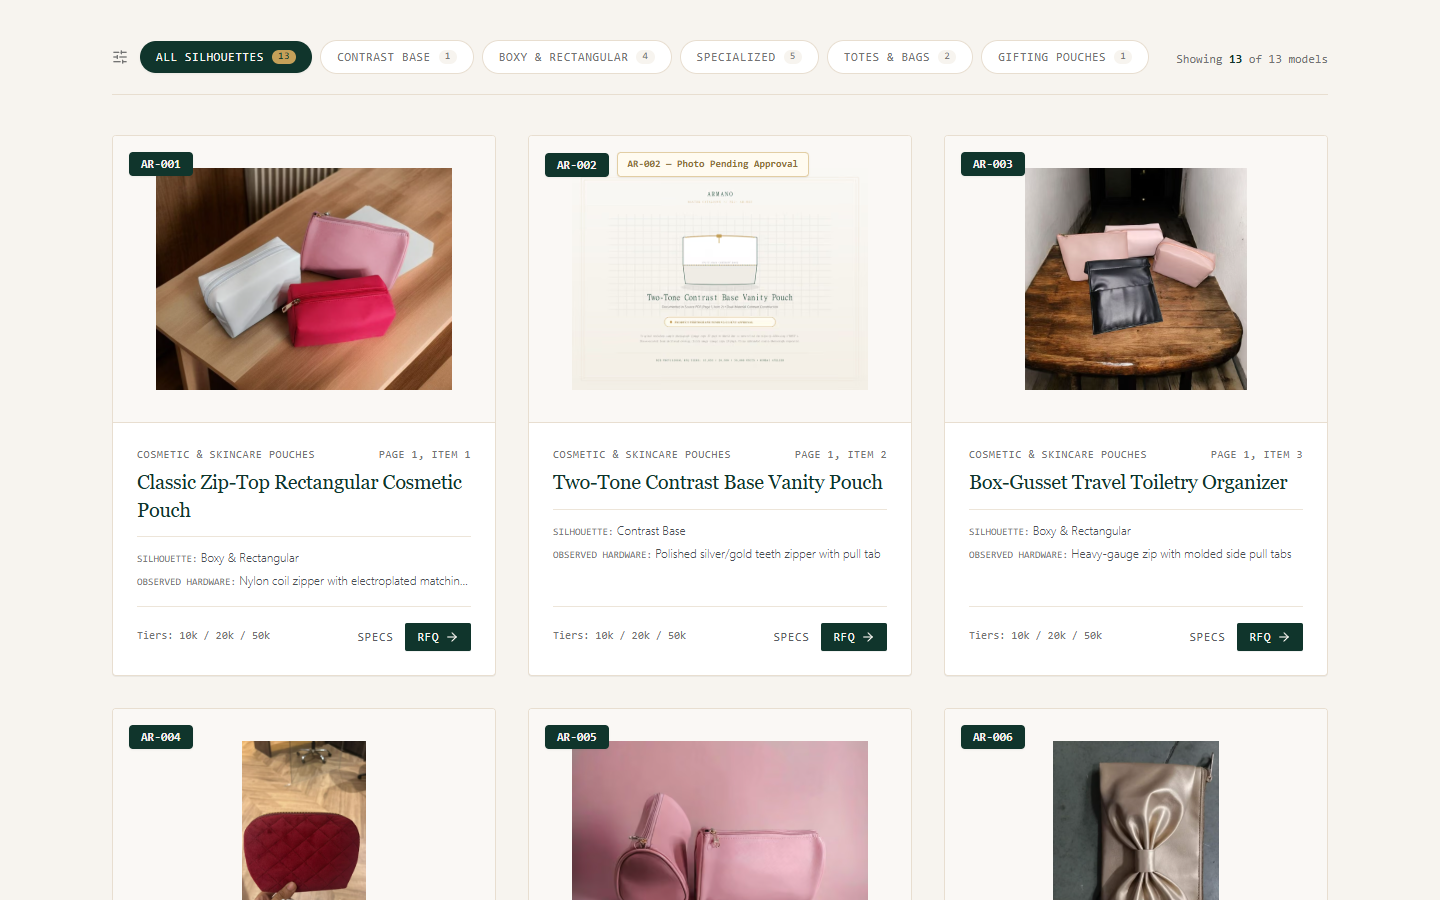 ALL SILHOUETTES 13
CONTRAST BASE 1
BOXY & RECTANGULAR 4
SPECIALIZED 5
TOTES & BAGS 2
GIFTING POUCHES 1
Showing 13 of 13 models
AR-001
COSMETIC & SKINCARE POUCHES
PAGE 1, ITEM 1
Classic Zip-Top Rectangular Cosmetic
Pouch
SILHOUETTE: Boxy & Rectangular
OBSERVED HARDWARE: Nylon coil zipper with electroplated matchin...
Tiers: 10k / 20k / 50k
SPECS
RFQ →
AR-002
AR-002 — Photo Pending Approval
ARMANO
Two-Tone Contrast Base Vanity Pouch
COSMETIC & SKINCARE POUCHES
PAGE 1, ITEM 2
Two-Tone Contrast Base Vanity Pouch
SILHOUETTE: Contrast Base
OBSERVED HARDWARE: Polished silver/gold teeth zipper with pull tab
Tiers: 10k / 20k / 50k
SPECS
RFQ →
AR-003
COSMETIC & SKINCARE POUCHES
PAGE 1, ITEM 3
Box-Gusset Travel Toiletry Organizer
SILHOUETTE: Boxy & Rectangular
OBSERVED HARDWARE: Heavy-gauge zip with molded side pull tabs
Tiers: 10k / 20k / 50k
SPECS
RFQ →
AR-004
AR-005
AR-006